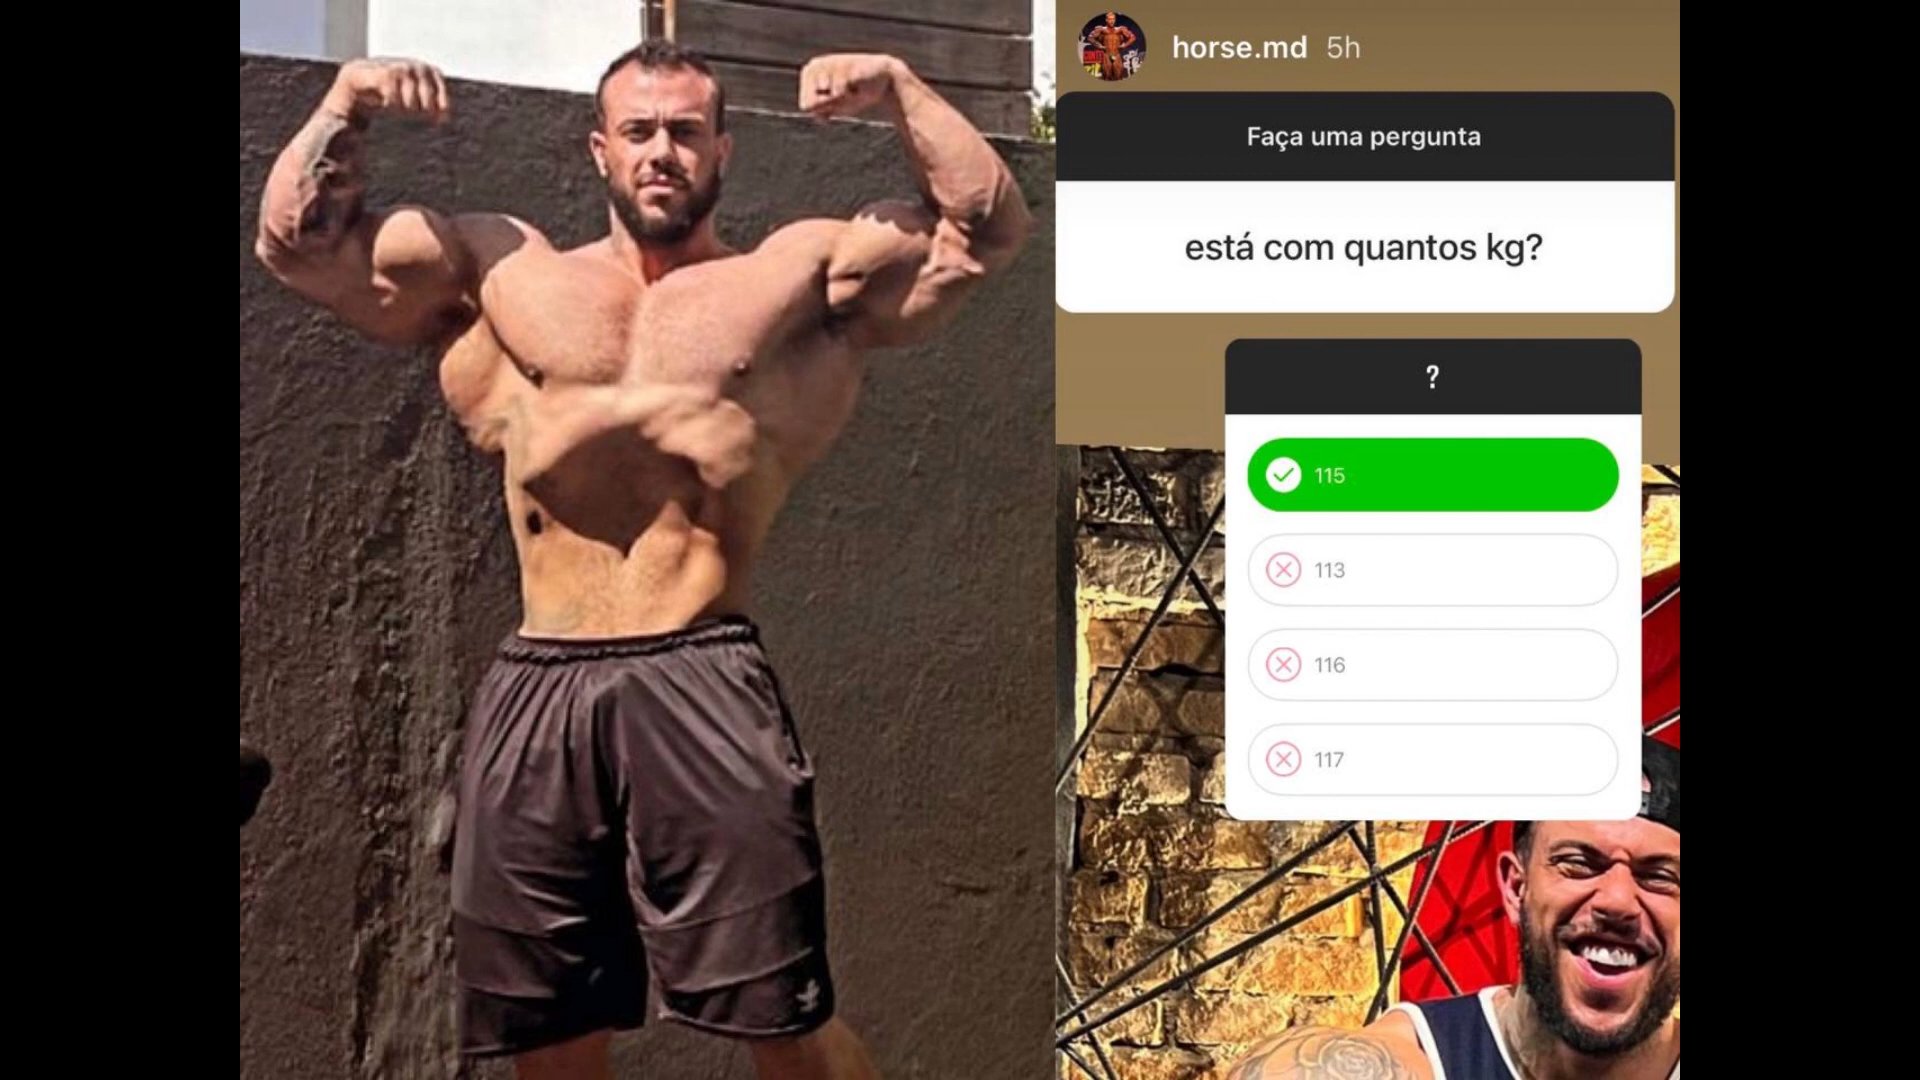 horse.md 5h
Faça uma pergunta
está com quantos kg?
?
115
113
116
117